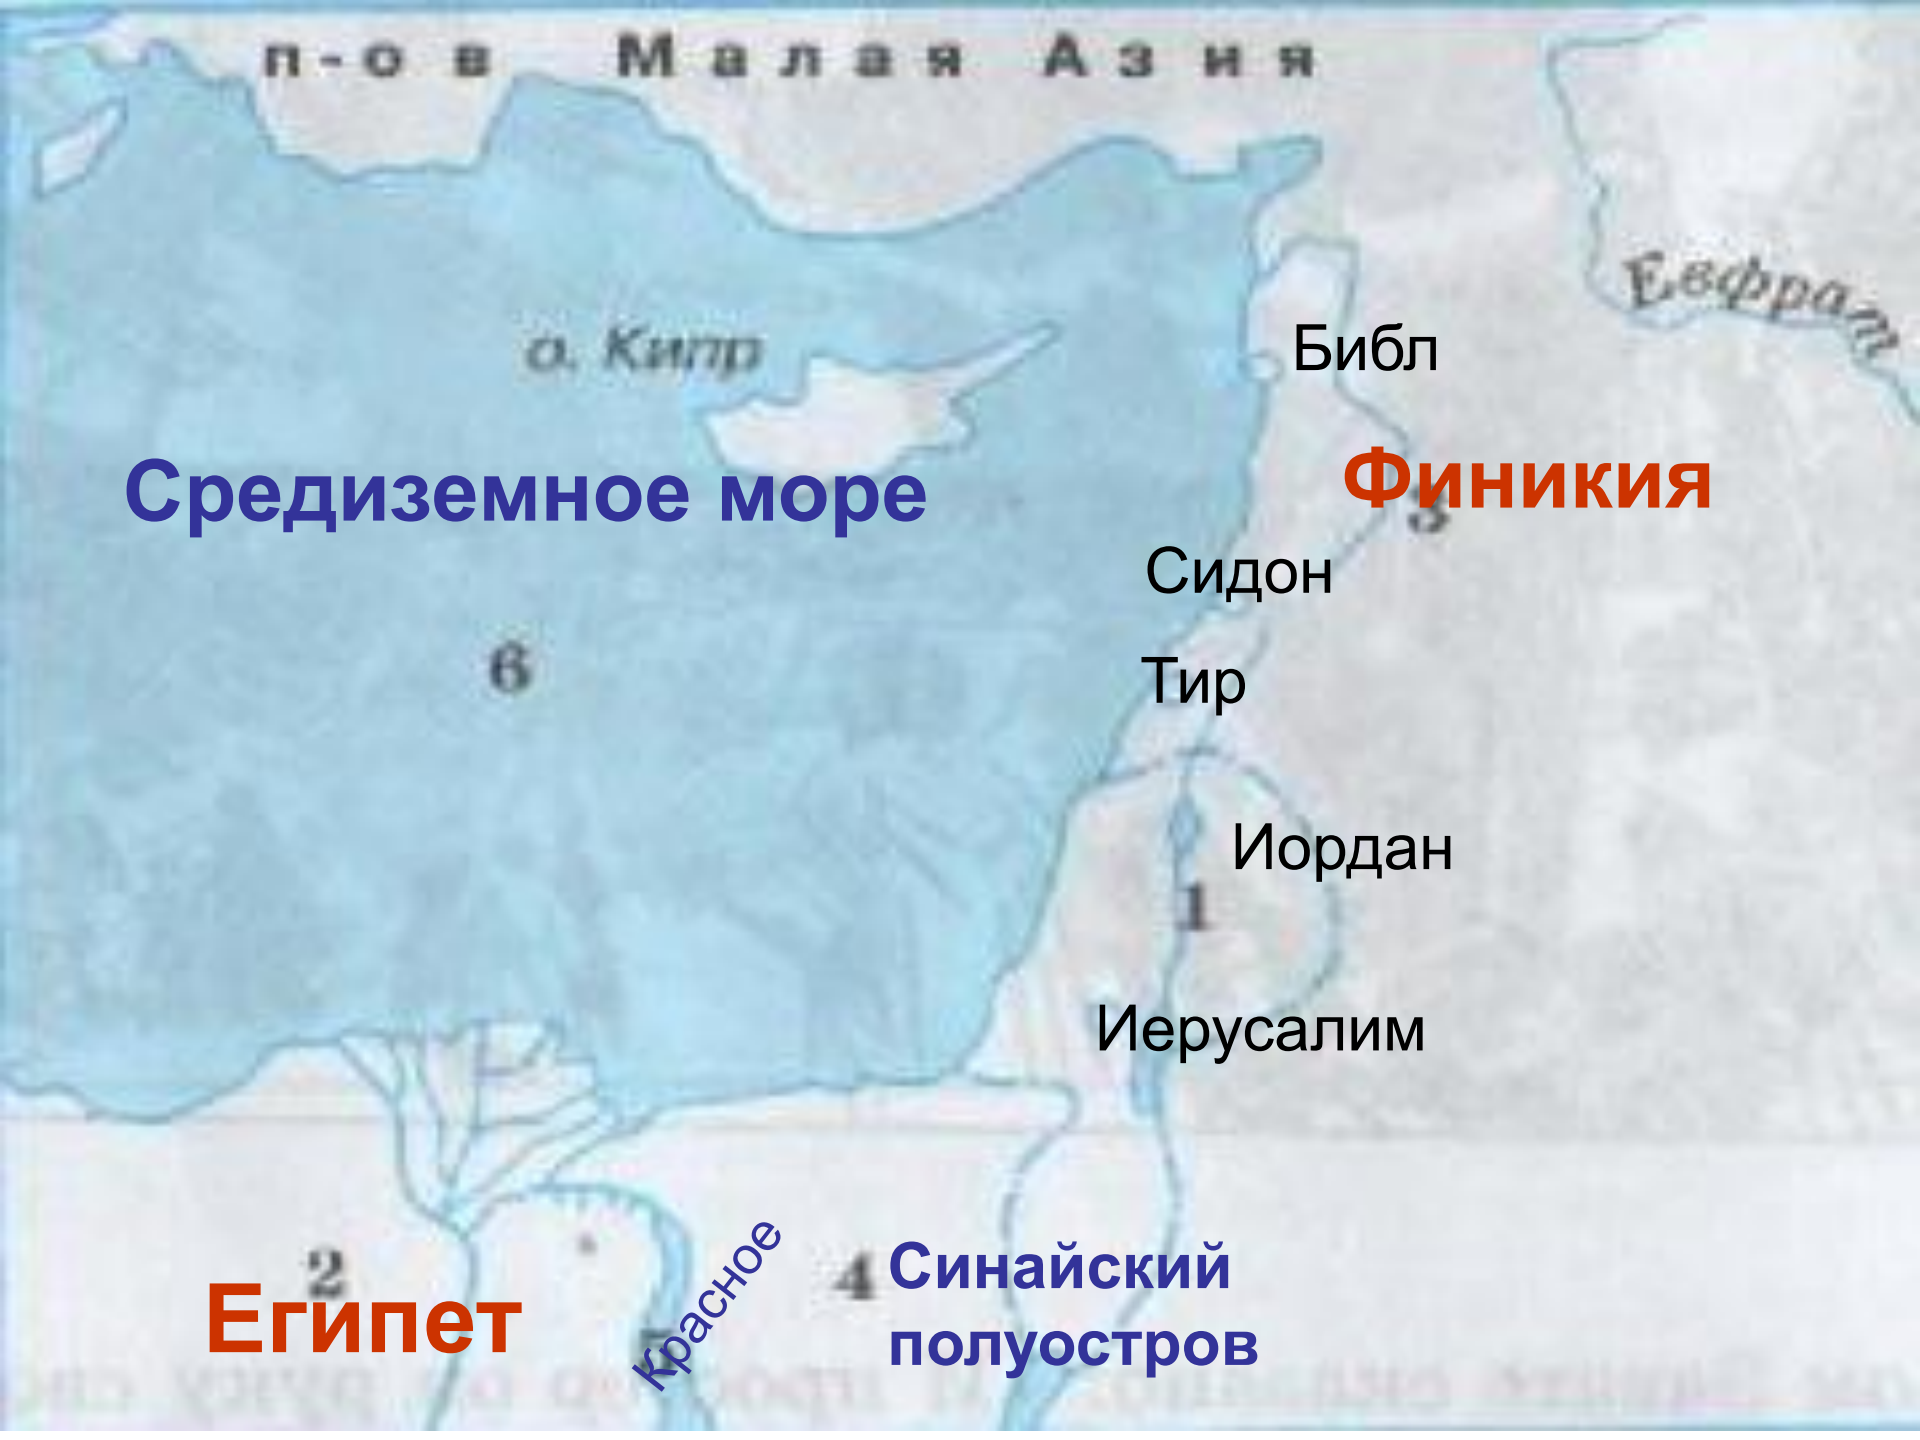 п-ов Малая Азия
Евфрат
о. Кипр
Библ
Средиземное море
Финикия
3
Сидон
6
Тир
Иордан
1
Иерусалим
2
Египет
Красное
4
Синайский
полуостров